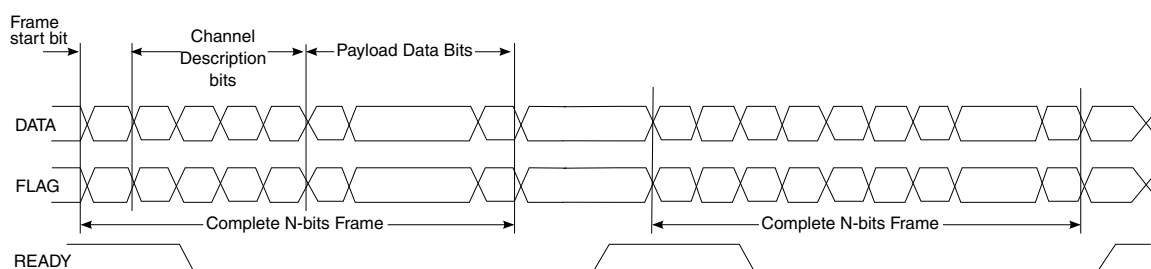 Frame
start bit
Channel
Description
bits
Payload Data Bits
DATA
FLAG
Complete N-bits Frame
Complete N-bits Frame
READY